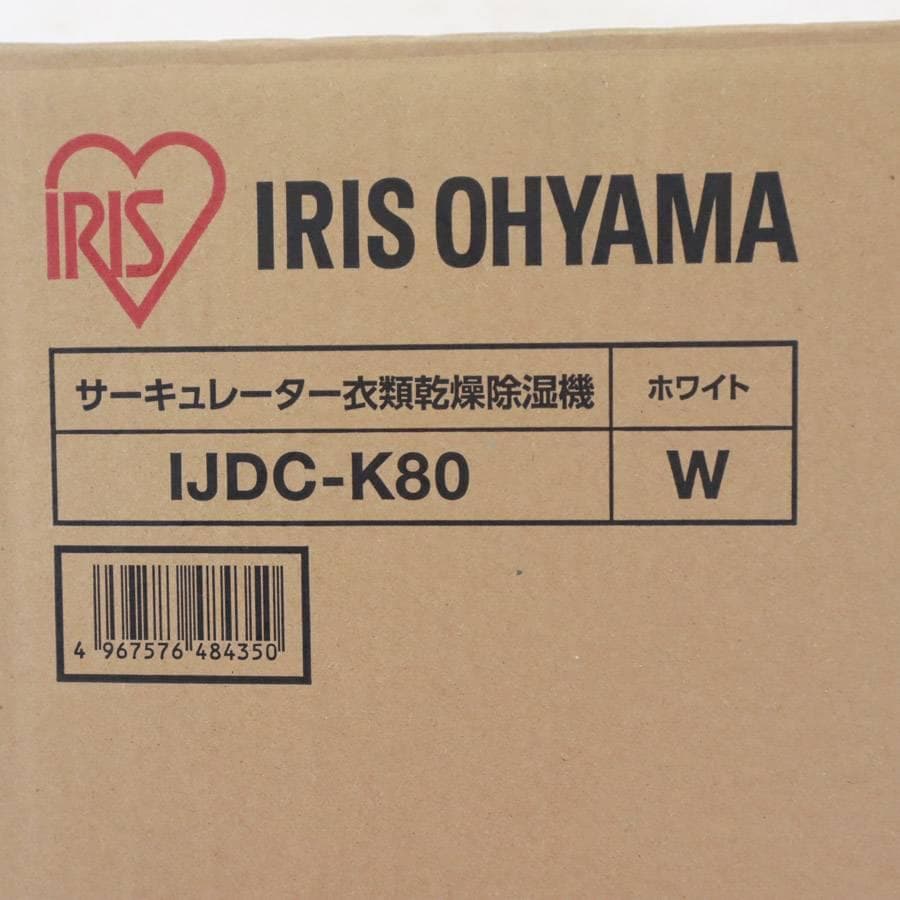 IRIS
IRIS OHYAMA
サーキュレーター衣類乾燥除湿機 ホワイト
IJDC-K80 W
4 967576 484350